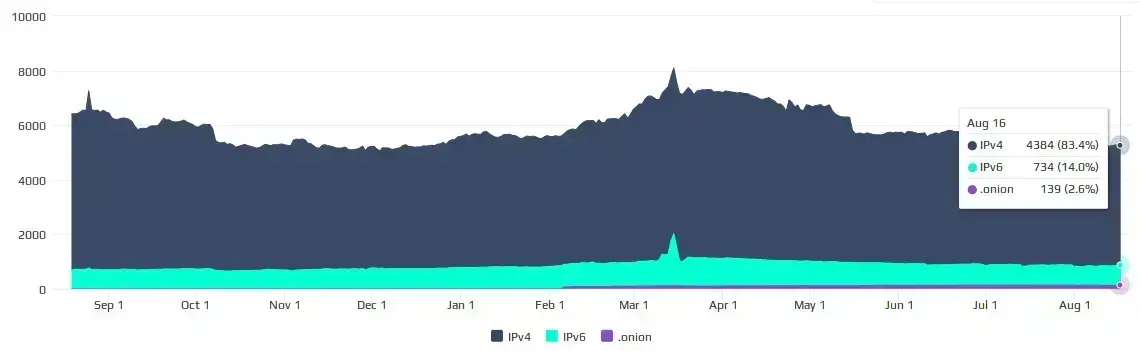 10000
8000
6000
4000
2000
0
Aug 16
IPv4 4384 (83.4%)
IPv6 734 (14.0%)
.onion 139 (2.6%)
Sep 1 Oct 1 Nov 1 Dec 1 Jan 1 Feb 1 Mar 1 Apr 1 May 1 Jun 1 Jul 1 Aug 1
IPv4 IPv6 .onion